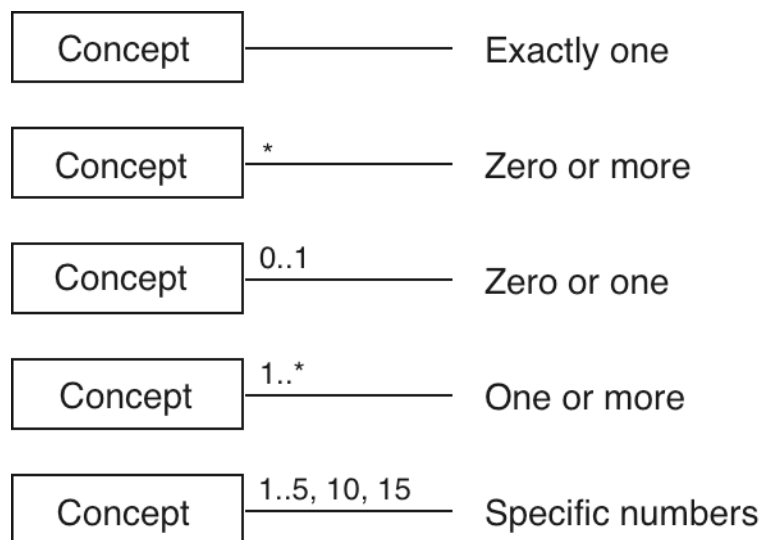 Concept Exactly one
Concept * Zero or more
Concept 0..1 Zero or one
Concept 1..* One or more
Concept 1..5, 10, 15 Specific numbers